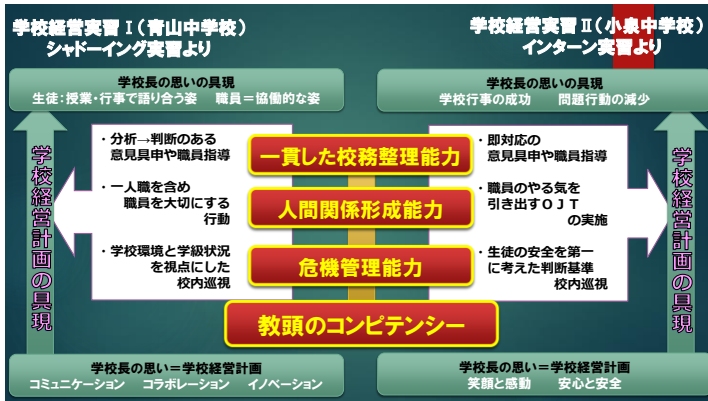 学校経営実習Ⅰ(青山中学校)
シャドーイング実習より
学校経営実習Ⅱ(小泉中学校)
インターン実習より
学校長の思いの具現
生徒:授業・行事で語り合う姿 職員=協働的な姿
学校長の思いの具現
学校行事の成功 問題行動の減少
学校経営計画の具現
・分析→判断のある
意見具申や職員指導
・一人職を含め
職員を大切にする
行動
・学校環境と学級状況
を視点にした
校内巡視
一貫した校務整理能力
人間関係形成能力
危機管理能力
教頭のコンピテンシー
・即対応の
意見具申や職員指導
・職員のやる気を
引き出すOJT
の実施
・生徒の安全を第一
に考えた判断基準
校内巡視
学校経営計画の具現
学校長の思い=学校経営計画
コミュニケーション コラボレーション イノベーション
学校長の思い=学校経営計画
笑顔と感動 安心と安全